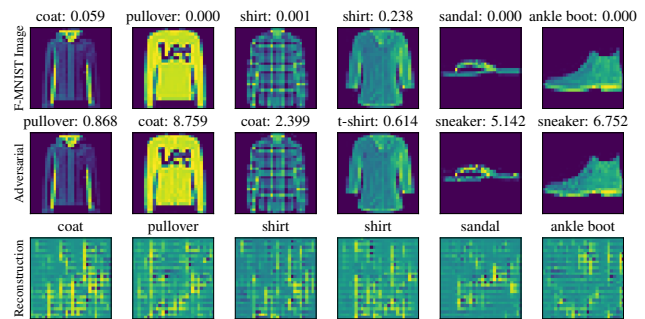 coat: 0.059 pullover: 0.000 shirt: 0.001 shirt: 0.238 sandal: 0.000 ankle boot: 0.000
F-MNIST Image
Lee
pullover: 0.868 coat: 8.759 coat: 2.399 t-shirt: 0.614 sneaker: 5.142 sneaker: 6.752
Adversarial
Lee
coat pullover shirt shirt sandal ankle boot
Reconstruction